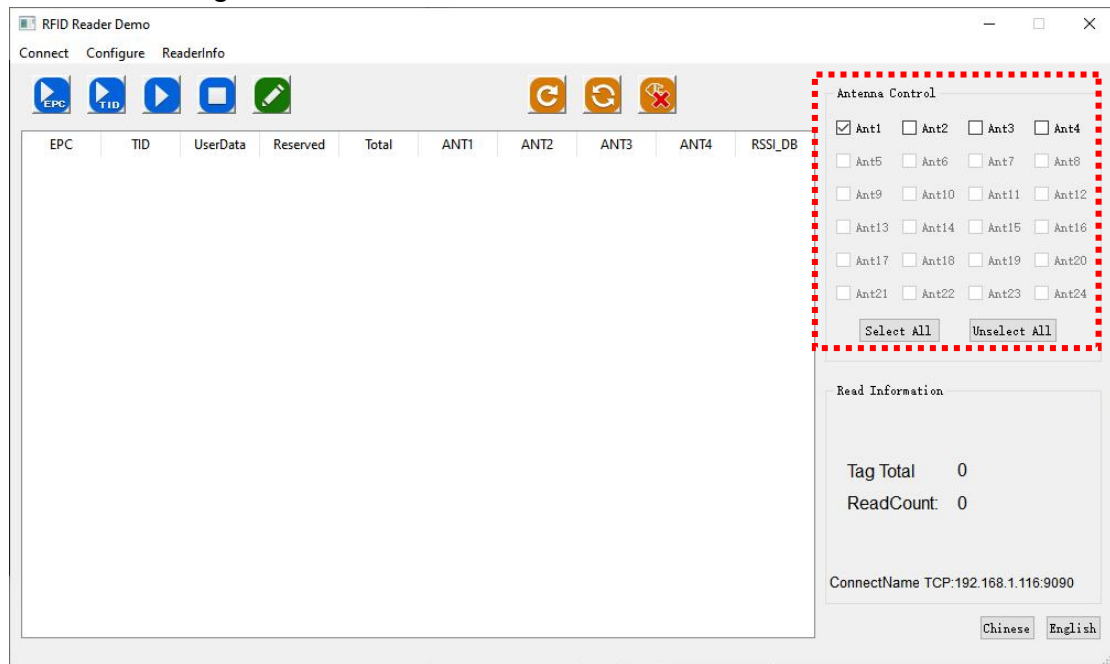 RFID Reader Demo
Connect Configure ReaderInfo
EPC TID
EPC TID UserData Reserved Total ANT1 ANT2 ANT3 ANT4 RSSI_DB
Antenna Control
Ant1 Ant2 Ant3 Ant4
Ant5 Ant6 Ant7 Ant8
Ant9 Ant10 Ant11 Ant12
Ant13 Ant14 Ant15 Ant16
Ant17 Ant18 Ant19 Ant20
Ant21 Ant22 Ant23 Ant24
Select All Unselect All
Read Information
Tag Total 0
ReadCount: 0
ConnectName TCP:192.168.1.116:9090
Chinese English